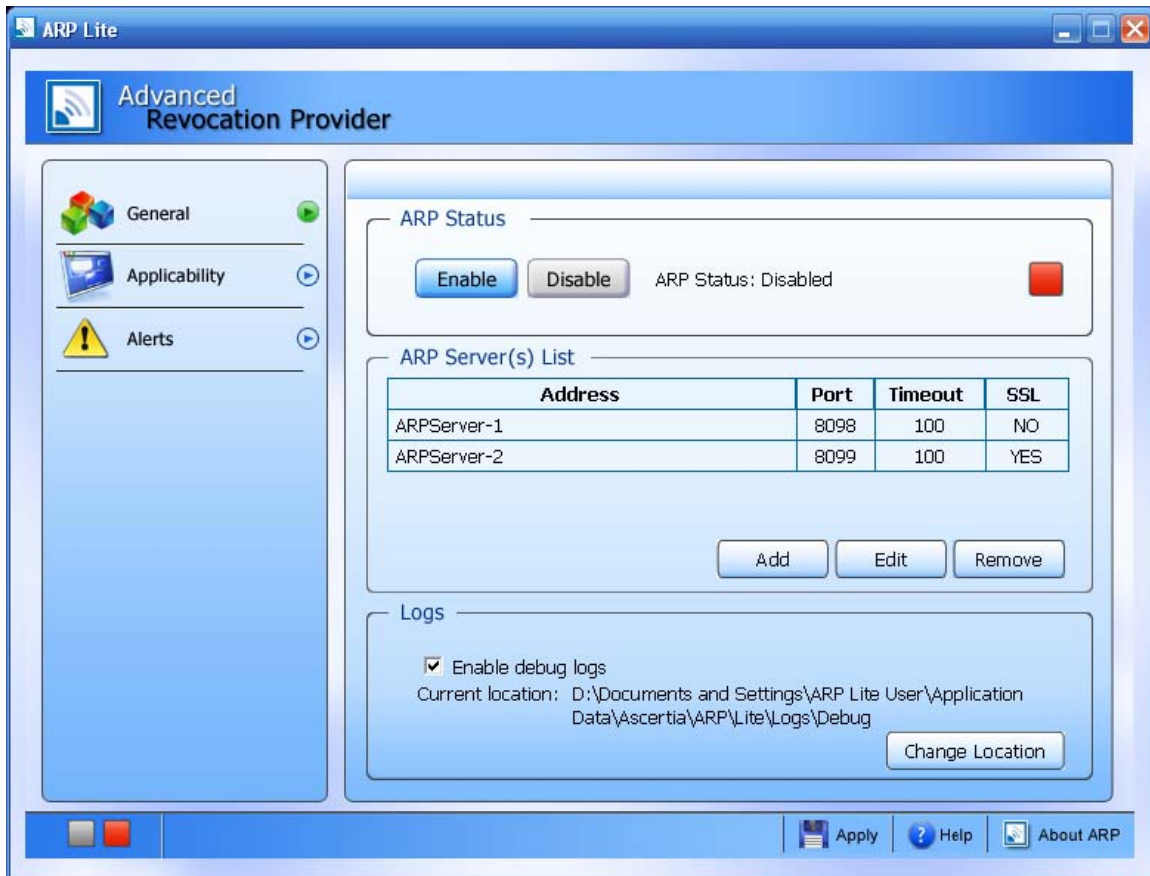 ARP Lite
Advanced
Revocation Provider
General
Applicability
Alerts
ARP Status
Enable
Disable
ARP Status: Disabled
ARP Server(s) List
Address Port Timeout SSL
ARPServer-1 8098 100 NO
ARPServer-2 8099 100 YES
Add
Edit
Remove
Logs
Enable debug logs
Current location: D:\Documents and Settings\ARP Lite User\Application
Data\Ascertia\ARP\Lite\Logs\Debug
Change Location
Apply
Help
About ARP